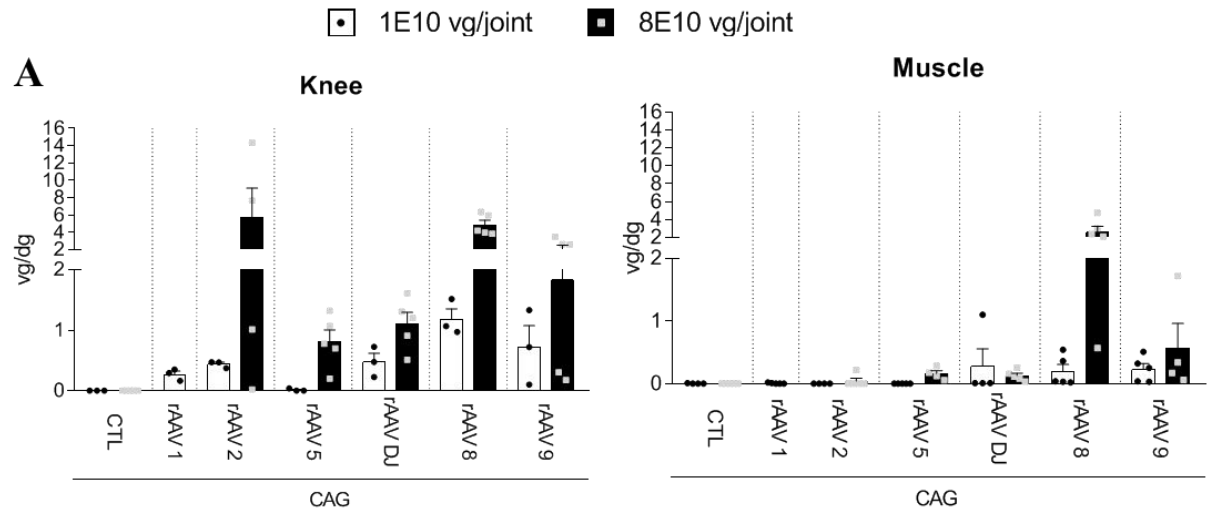 1E10 vg/joint 8E10 vg/joint
A
Knee
vg/dg
16
14
12
10
8
6
4
2
2
1
0
CTL
rAAV 1
rAAV 2
rAAV 5
rAAV DJ
rAAV 8
rAAV 9
CAG
Muscle
vg/dg
16
14
12
10
8
6
4
2
2
1
0
CTL
rAAV 1
rAAV 2
rAAV 5
rAAV DJ
rAAV 8
rAAV 9
CAG